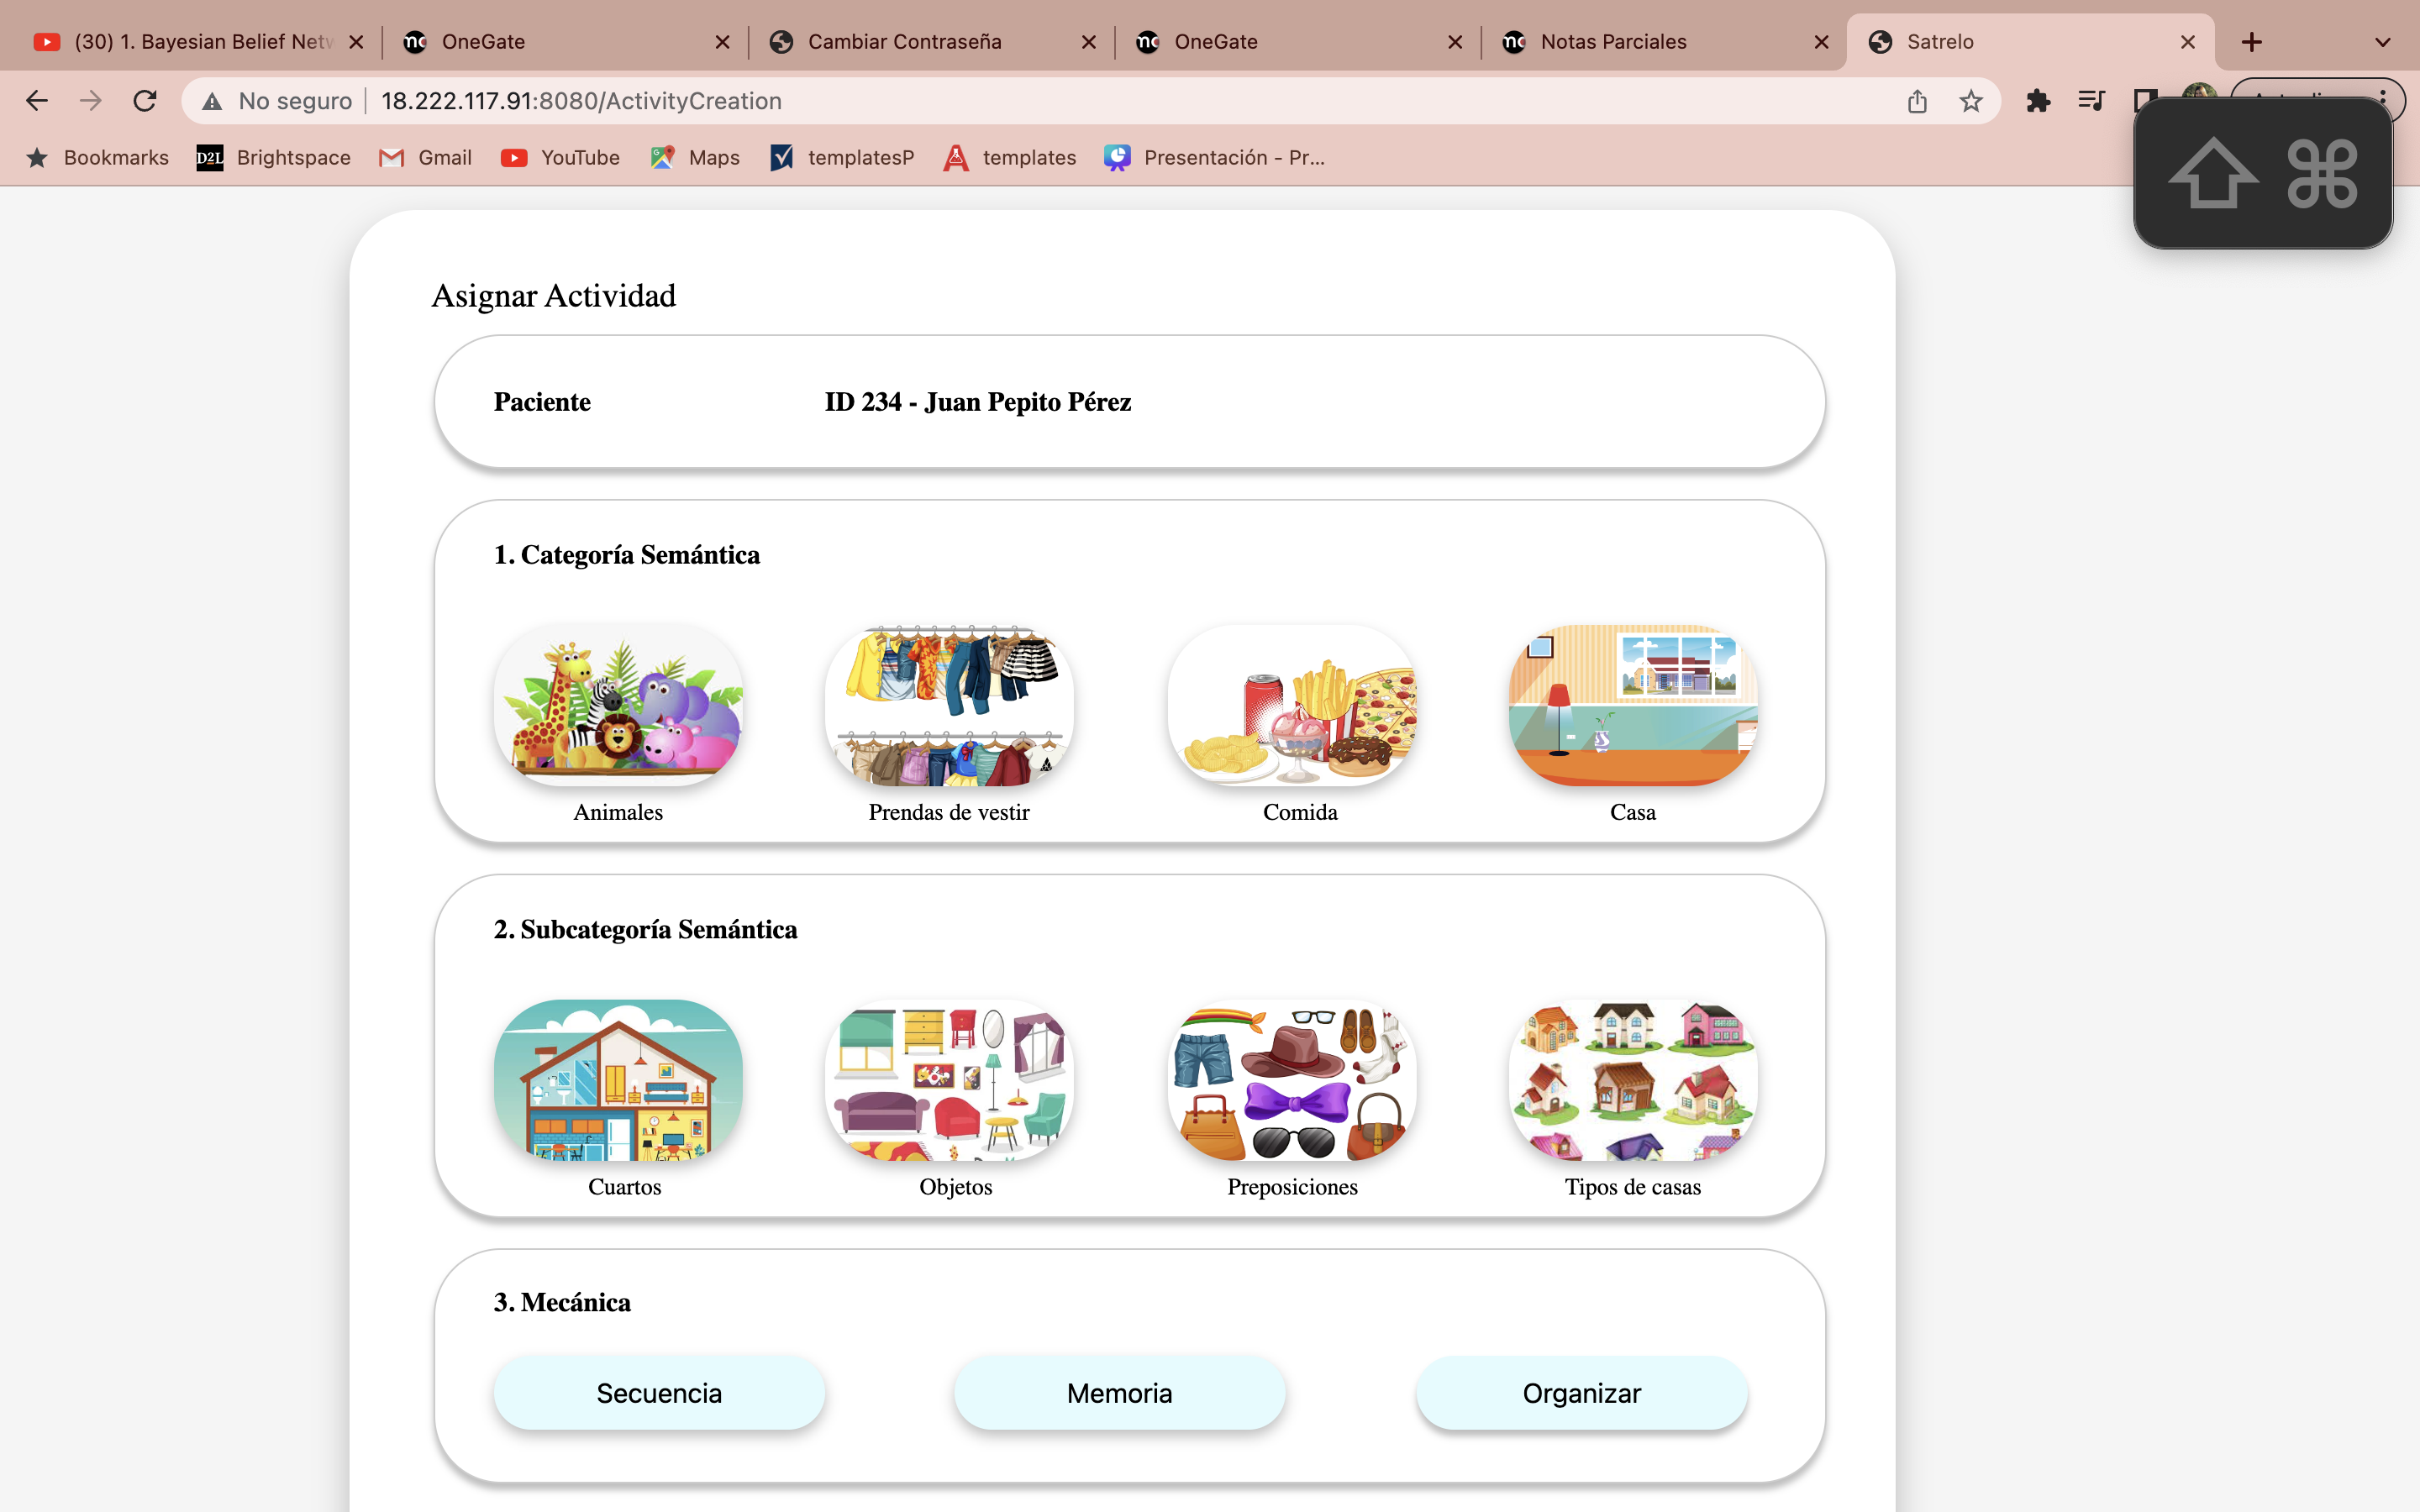 (30) 1. Bayesian Belief Netw
OneGate
Cambiar Contraseña
OneGate
Notas Parciales
Satrelo
No seguro
18.222.117.91:8080/ActivityCreation
Bookmarks
D2L Brightspace
Gmail
YouTube
Maps
templatesP
templates
Presentación - Pr...
Asignar Actividad
Paciente
ID 234 - Juan Pepito Pérez
1. Categoría Semántica
Animales
Prendas de vestir
Comida
Casa
2. Subcategoría Semántica
Cuartos
Objetos
Preposiciones
Tipos de casas
3. Mecánica
Secuencia
Memoria
Organizar